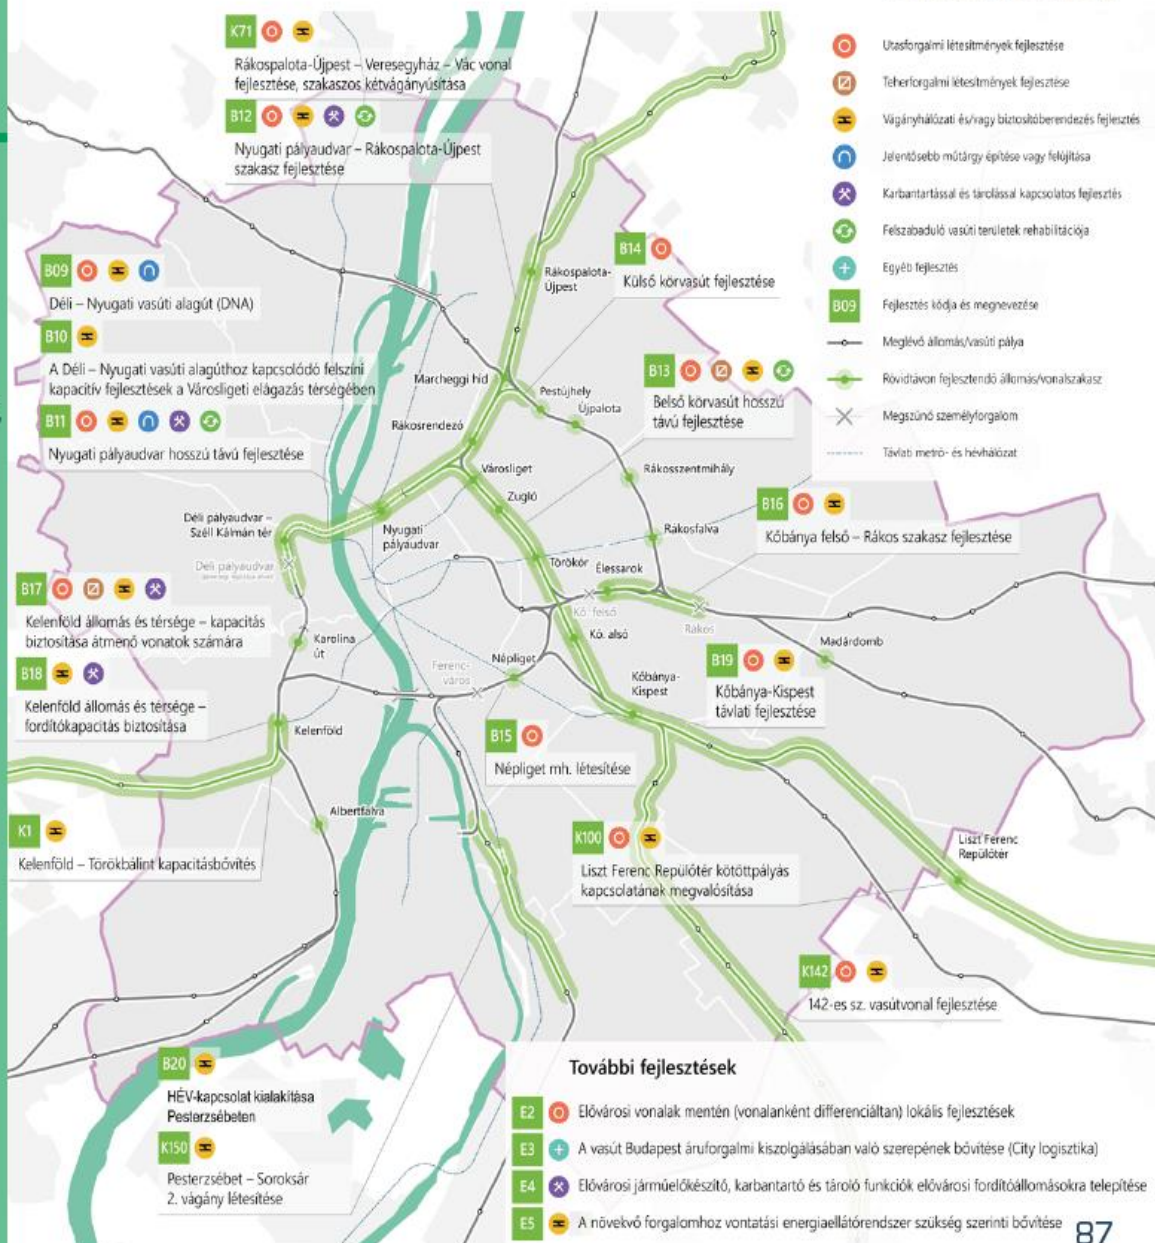 K71
Rákospalota-Újpest – Veresegyház – Vác vonal
fejlesztése, szakaszos kétvágányúsítása
B12
Nyugati pályaudvar – Rákospalota-Újpest
szakasz fejlesztése
B09
Déli – Nyugati vasúti alagút (DNA)
B10
A Déli – Nyugati vasúti alagúthoz kapcsolódó felszíni
kapacitív fejlesztések a Városligeti elágazás térségében
B11
Nyugati pályaudvar hosszú távú fejlesztése
B14
Külső körvasút fejlesztése
B13
Belső körvasút hosszú
távú fejlesztése
B16
Kőbánya felső – Rákos szakasz fejlesztése
B17
Kelenföld állomás és térsége – kapacitás
biztosítása átmenő vonatok számára
B18
Kelenföld állomás és térsége –
fordítókapacitás biztosítása
B19
Kőbánya-Kispest
távlati fejlesztése
B15
Népliget mh. létesítése
K1
Kelenföld – Törökbálint kapacitásbővítés
K100
Liszt Ferenc Repülőtér kötöttpályás
kapcsolatának megvalósítása
K142
142-es sz. vasútvonal fejlesztése
B20
HÉV-kapcsolat kialakítása
Pesterzsébeten
K150
Pesterzsébet – Soroksár
2. vágány létesítése
Rákospalota-
Újpest
Marcheggi híd
Pestújhely
Újpalota
Rákosrendező
Városliget
Rákosszentmihály
Zugló
Déli pályaudvar –
Széll Kálmán tér
Nyugati
pályaudvar
Rákosfalva
Déli pályaudvar
Törökőr
Élessarok
Kő. felső
Rákos
Kő. alsó
Madárdomb
Karolina
út
Ferenc-
város
Népliget
Kőbánya-
Kispest
Kelenföld
Albertfalva
Liszt Ferenc
Repülőtér
Utasforgalmi létesítmények fejlesztése
Teherforgalmi létesítmények fejlesztése
Vágányhálózati és/vagy biztosítóberendezés fejlesztés
Jelentősebb műtárgy építése vagy felújítása
Karbantartással és tárolással kapcsolatos fejlesztés
Felszabaduló vasúti területek rehabilitációja
Egyéb fejlesztés
B09 Fejlesztés kódja és megnevezése
Meglévő állomás/vasúti pálya
Rövidtávon fejlesztendő állomás/vonalszakasz
Megszűnő személyforgalom
Távlati metró- és hévhálózat
További fejlesztések
E2 Elővárosi vonalak mentén (vonalanként differenciáltan) lokális fejlesztések
E3 A vasút Budapest áruforgalmi kiszolgálásában való szerepének bővítése (City logisztika)
E4 Elővárosi járműelőkészítő, karbantartó és tároló funkciók elővárosi fordítóállomásokra telepítése
E5 A növekvő forgalomhoz vontatási energiaellátórendszer szükség szerinti bővítése
87